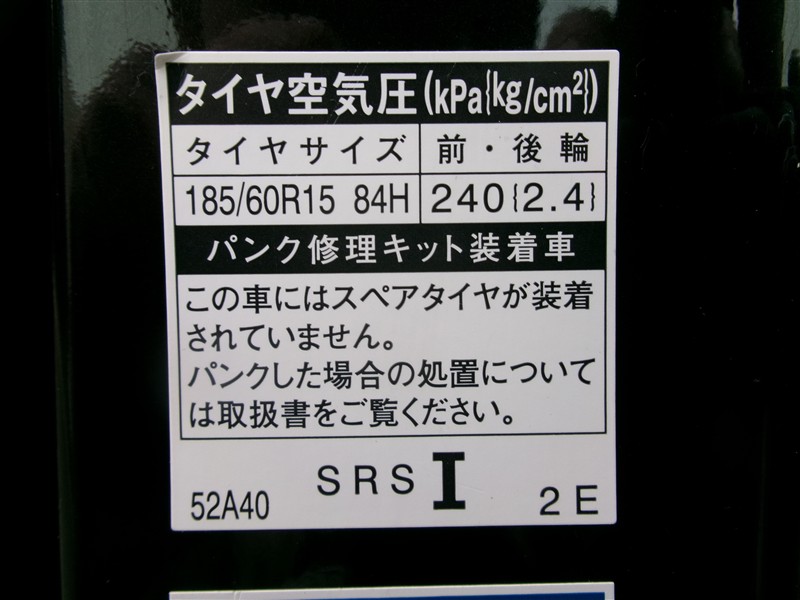 タイヤ空気圧(kPa{kg/cm²})
タイヤサイズ 前・後輪
185/60R15 84H 240{2.4}
パンク修理キット装着車
この車にはスペアタイヤが装着
されていません。
パンクした場合の処置について
は取扱書をご覧ください。
52A40 SRS I 2E